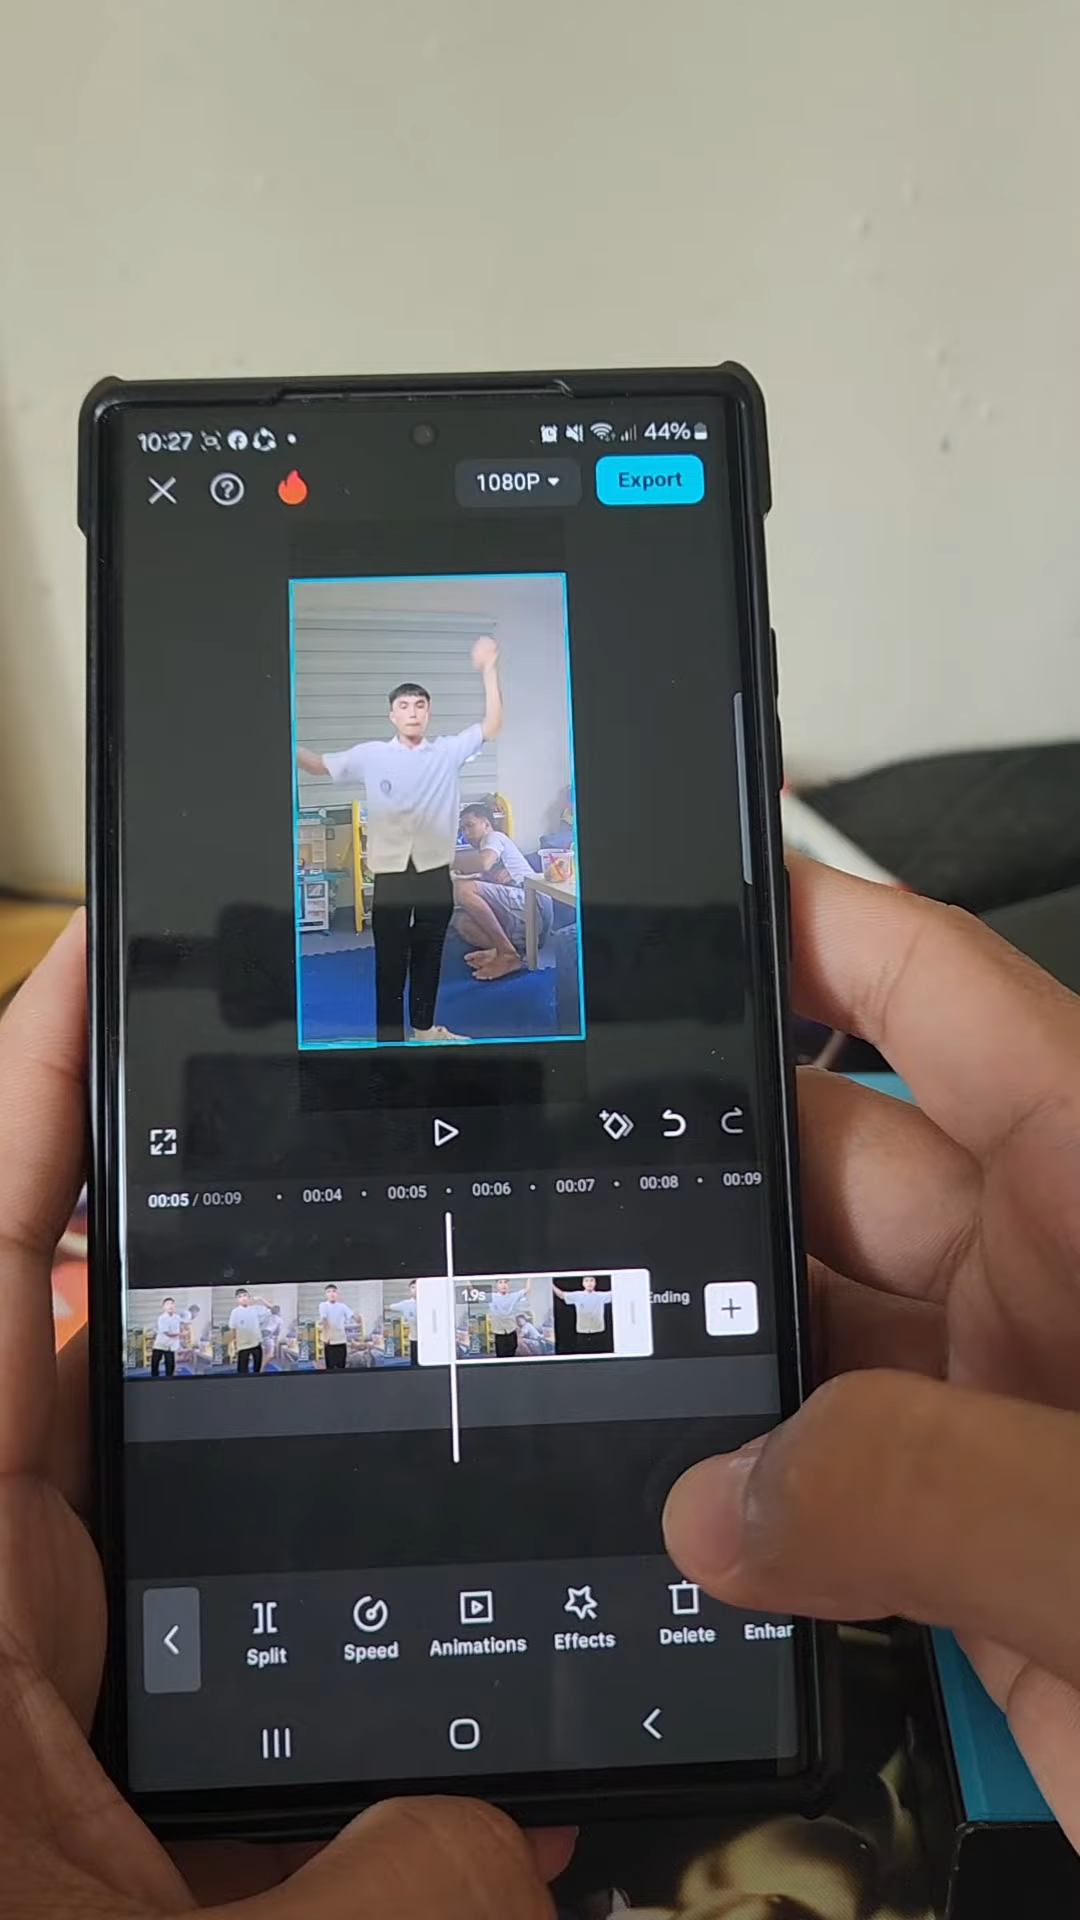 10:27
44%
1080P
Export
00:05 / 00:09
00:04
00:05
00:06
00:07
00:08
00:09
1.9s
Ending
Split
Speed
Animations
Effects
Delete
Enhan